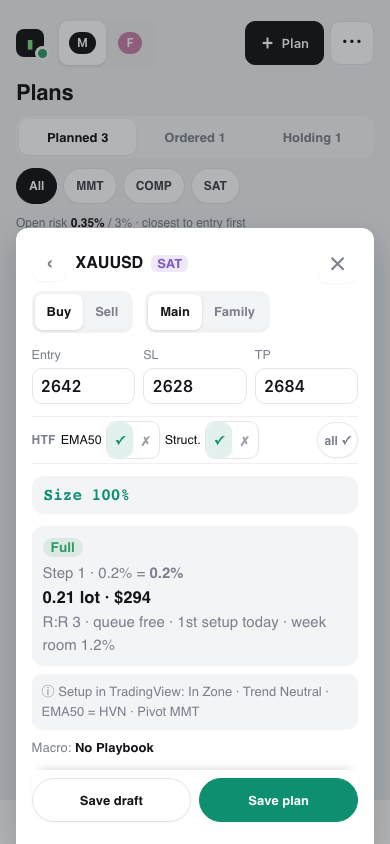 M F + Plan ···
Plans
Planned 3 Ordered 1 Holding 1
All MMT COMP SAT
Open risk 0.35% / 3% · closest to entry first
‹ XAUUSD SAT ✕
Buy Sell Main Family
Entry SL TP
2642 2628 2684
HTF EMA50 ✓ ✗ Struct. ✓ ✗ all ✓
Size 100%
Full
Step 1 · 0.2% = 0.2%
0.21 lot · $294
R:R 3 · queue free · 1st setup today · week
room 1.2%
ⓘ Setup in TradingView: In Zone · Trend Neutral ·
EMA50 = HVN · Pivot MMT
Macro: No Playbook
Save draft Save plan